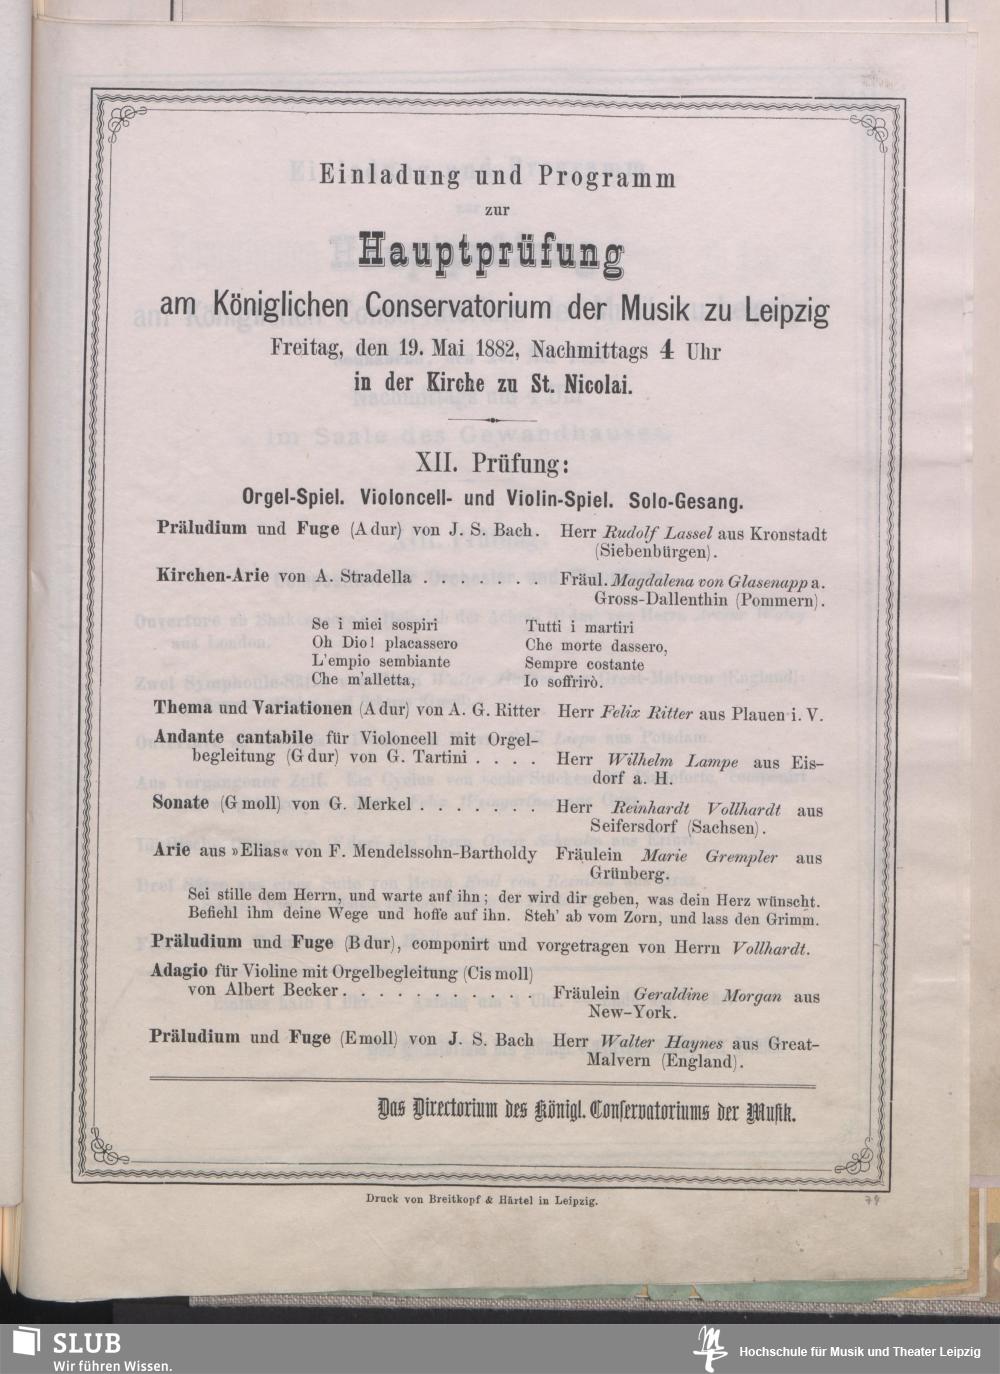 Einladung und Programm
zur
Hauptprüfung
am Königlichen Conservatorium der Musik zu Leipzig
Freitag, den 19. Mai 1882, Nachmittags 4 Uhr
in der Kirche zu St. Nicolai.
XII. Prüfung:
Orgel-Spiel. Violoncell- und Violin-Spiel. Solo-Gesang.
Präludium und Fuge (A dur) von J. S. Bach. Herr Rudolf Lassel aus Kronstadt
(Siebenbürgen).
Kirchen-Arie von A. Stradella . . . . . . . Fräul. Magdalena von Glasenapp a.
Gross-Dallenthin (Pommern).
Se i miei sospiri
Oh Dio! placassero
L'empio sembiante
Che m'alletta,
Tutti i martiri
Che morte dassero,
Sempre costante
Io soffrirò.
Thema und Variationen (A dur) von A. G. Ritter Herr Felix Ritter aus Plauen i. V.
Andante cantabile für Violoncell mit Orgel-
begleitung (G dur) von G. Tartini . . . . Herr Wilhelm Lampe aus Eis-
dorf a. H.
Sonate (G moll) von G. Merkel . . . . . . . Herr Reinhardt Vollhardt aus
Seifersdorf (Sachsen).
Arie aus »Elias« von F. Mendelssohn-Bartholdy Fräulein Marie Grempler aus
Grünberg.
Sei stille dem Herrn, und warte auf ihn; der wird dir geben, was dein Herz wünscht.
Befiehl ihm deine Wege und hoffe auf ihn. Steh' ab vom Zorn, und lass den Grimm.
Präludium und Fuge (B dur), componirt und vorgetragen von Herrn Vollhardt.
Adagio für Violine mit Orgelbegleitung (Cis moll)
von Albert Becker . . . . . . . . . . . Fräulein Geraldine Morgan aus
New-York.
Präludium und Fuge (E moll) von J. S. Bach Herr Walter Haynes aus Great-
Malvern (England).
Das Directorium des Königl. Conservatoriums der Musik.
Druck von Breitkopf & Härtel in Leipzig.
SLUB
Wir führen Wissen.
Hochschule für Musik und Theater Leipzig